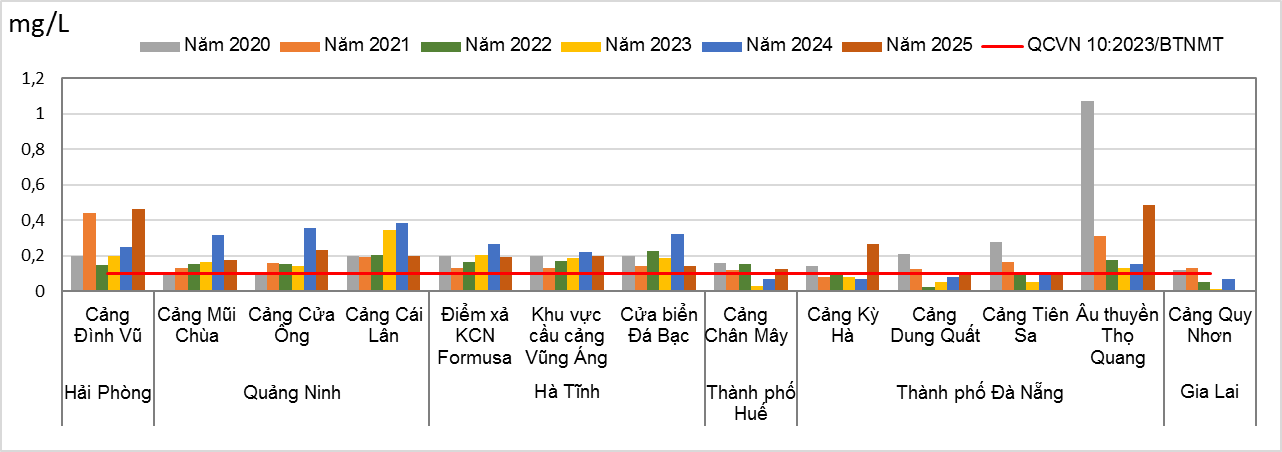 mg/L
Năm 2020 Năm 2021 Năm 2022 Năm 2023 Năm 2024 Năm 2025 QCVN 10:2023/BTNMT
1,2
1
0,8
0,6
0,4
0,2
0
Cảng Đình Vũ
Cảng Mũi Chùa
Cảng Cửa Ông
Cảng Cái Lân
Điểm xả KCN Formusa
Khu vực cầu cảng Vũng Áng
Cửa biển Đá Bạc
Cảng Chân Mây
Cảng Kỳ Hà
Cảng Dung Quất
Cảng Tiên Sa
Âu thuyền Thọ Quang
Cảng Quy Nhơn
Hải Phòng
Quảng Ninh
Hà Tĩnh
Thành phố Huế
Thành phố Đà Nẵng
Gia Lai